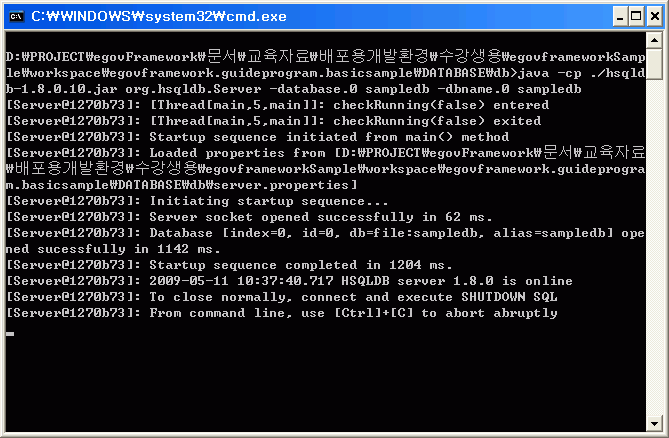 C:\WINDOWS\system32\cmd.exe
D:\PROJECT\egovFramework\문서\교육자료\배포용개발환경\수강생용\egovframeworkSamp
le\workspace\egovframework.guideprogram.basicsample\DATABASE\db>java -cp ./hsqld
b-1.8.0.10.jar org.hsqldb.Server -database.0 sampledb -dbname.0 sampledb
[Server@1270b73]: [Thread[main,5,main]]: checkRunning(false) entered
[Server@1270b73]: [Thread[main,5,main]]: checkRunning(false) exited
[Server@1270b73]: Startup sequence initiated from main() method
[Server@1270b73]: Loaded properties from [D:\PROJECT\egovFramework\문서\교육자료
\배포용개발환경\수강생용\egovframeworkSample\workspace\egovframework.guideprogra
m.basicsample\DATABASE\db\server.properties]
[Server@1270b73]: Initiating startup sequence...
[Server@1270b73]: Server socket opened successfully in 62 ms.
[Server@1270b73]: Database [index=0, id=0, db=file:sampledb, alias=sampledb] ope
ned sucessfully in 1142 ms.
[Server@1270b73]: Startup sequence completed in 1204 ms.
[Server@1270b73]: 2009-05-11 10:37:40.717 HSQLDB server 1.8.0 is online
[Server@1270b73]: To close normally, connect and execute SHUTDOWN SQL
[Server@1270b73]: From command line, use [Ctrl]+[C] to abort abruptly